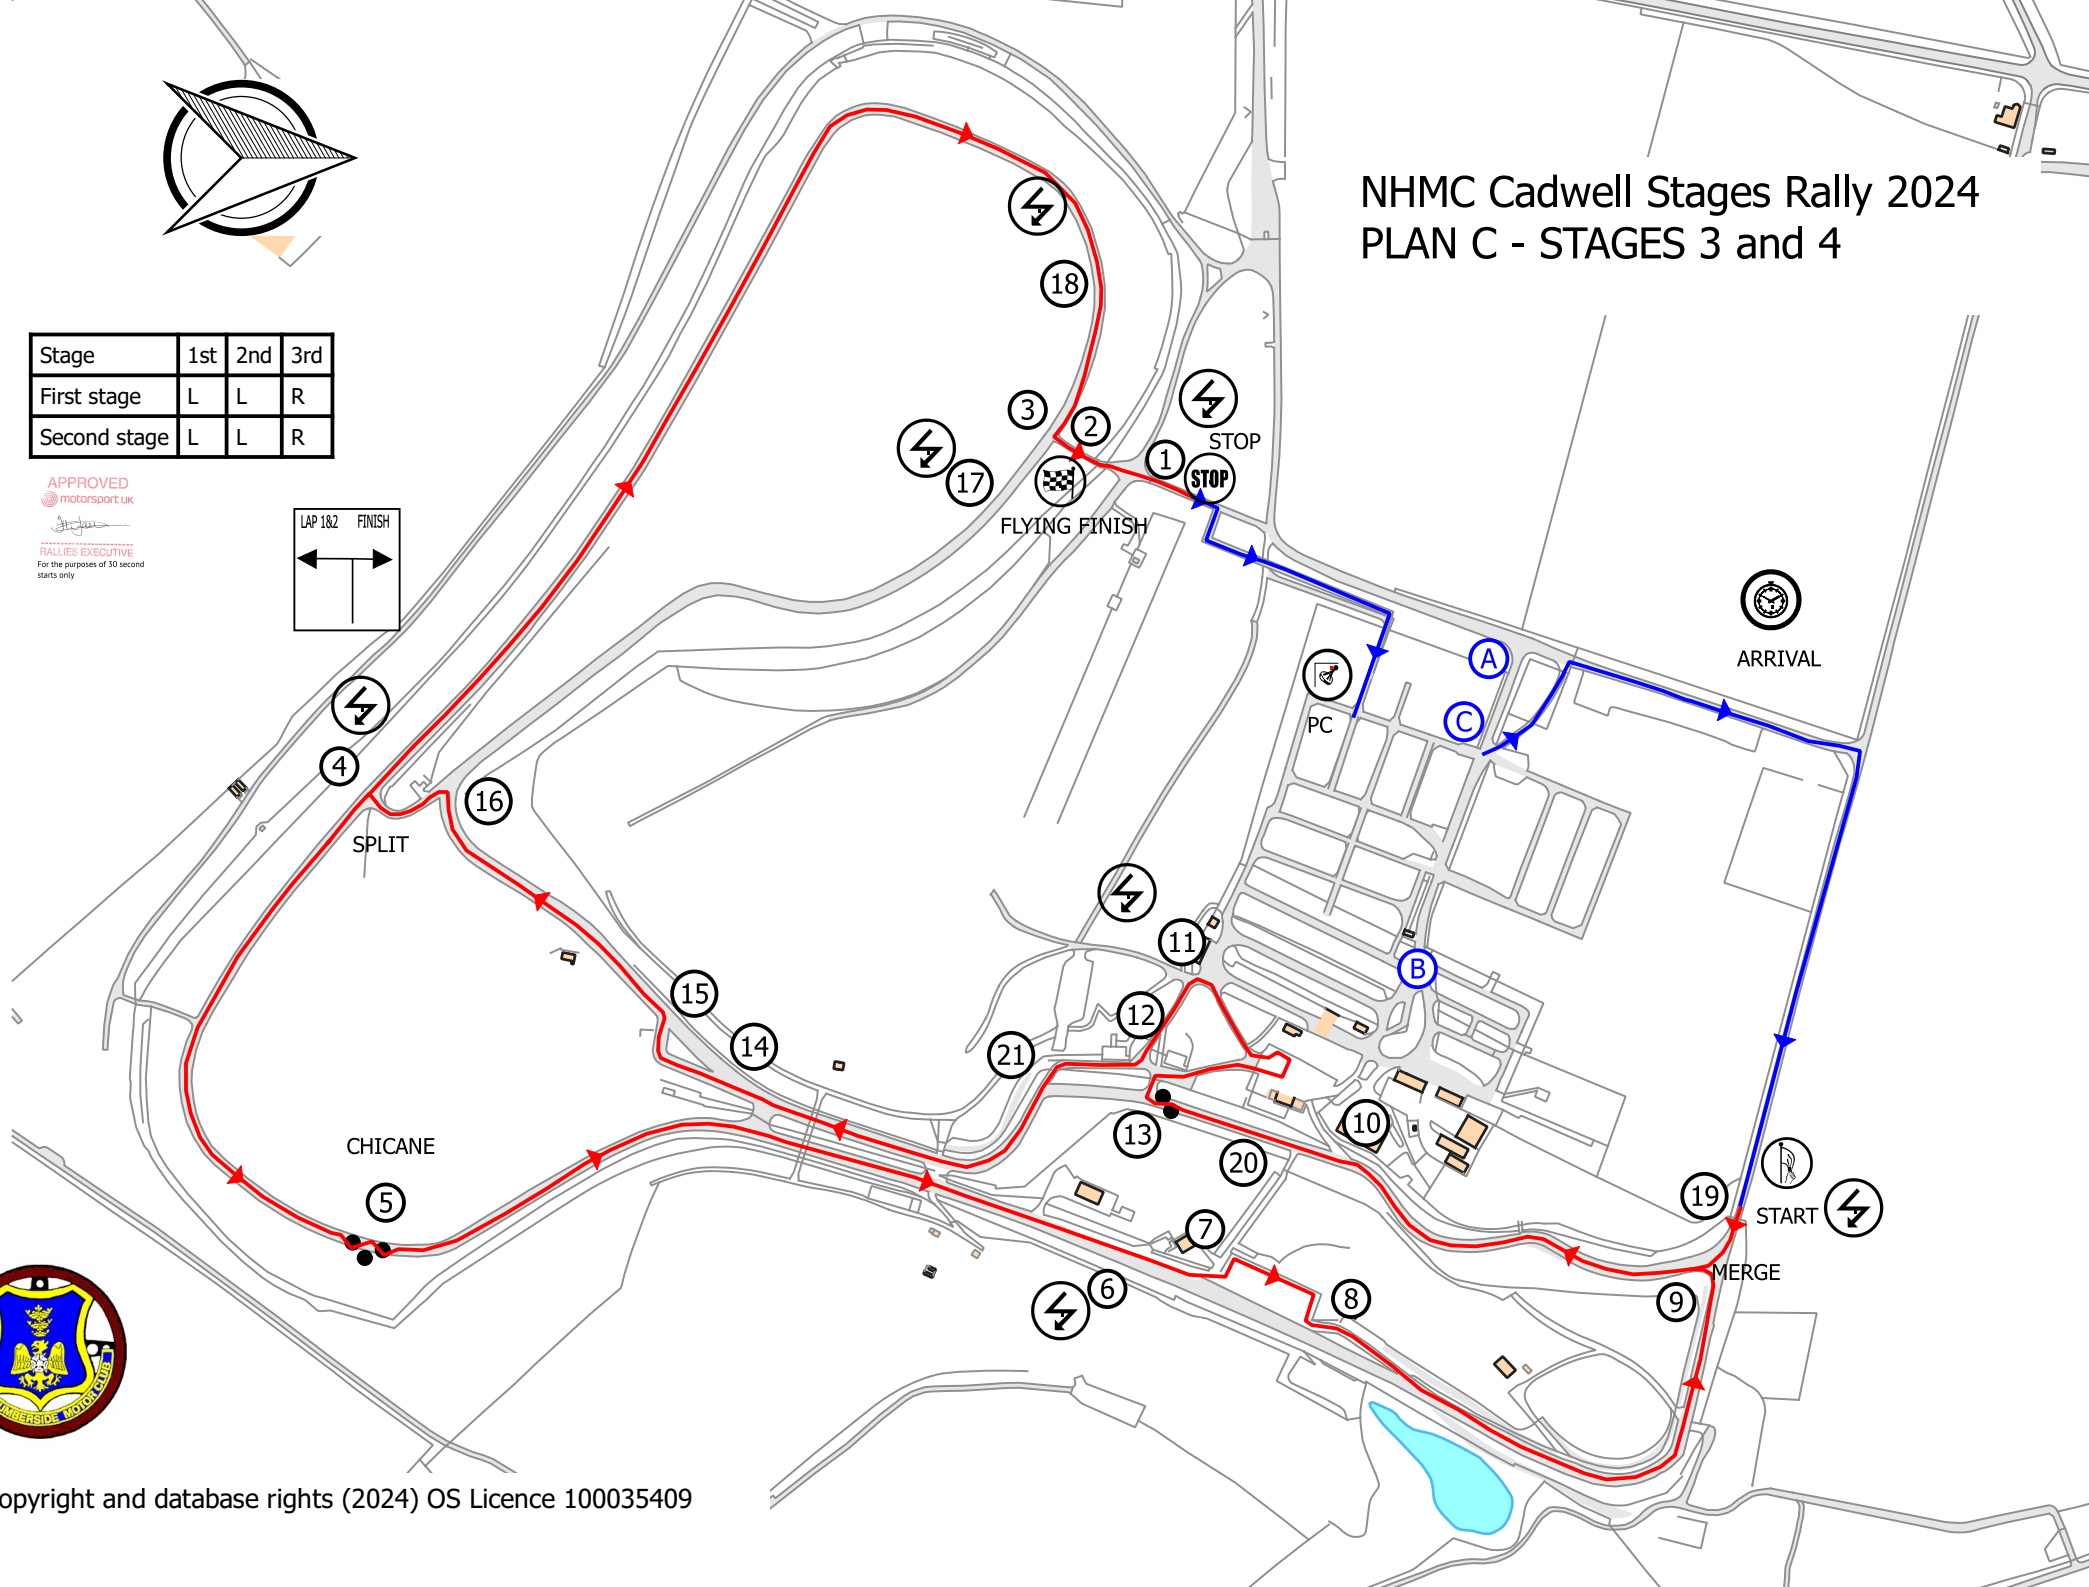 NHMC Cadwell Stages Rally 2024
PLAN C - STAGES 3 and 4
Stage 1st 2nd 3rd
First stage L L R
Second stage L L R
APPROVED
motorsport UK
RALLIES EXECUTIVE
For the purposes of 30 second
starts only
LAP 1&2 FINISH
18
3
2
1
STOP
STOP
17
FLYING FINISH
ARRIVAL
A
C
PC
4
16
SPLIT
11
B
15
12
14
21
13
10
20
CHICANE
5
19
START
7
6
8
9
MERGE
UMBERSIDE MOTOR CLUB
opyright and database rights (2024) OS Licence 100035409